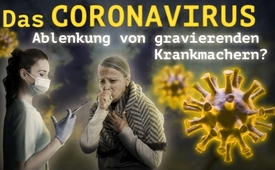 Das CORONAVIRUS
Ablenkung von gravierenden
Krankmachern?